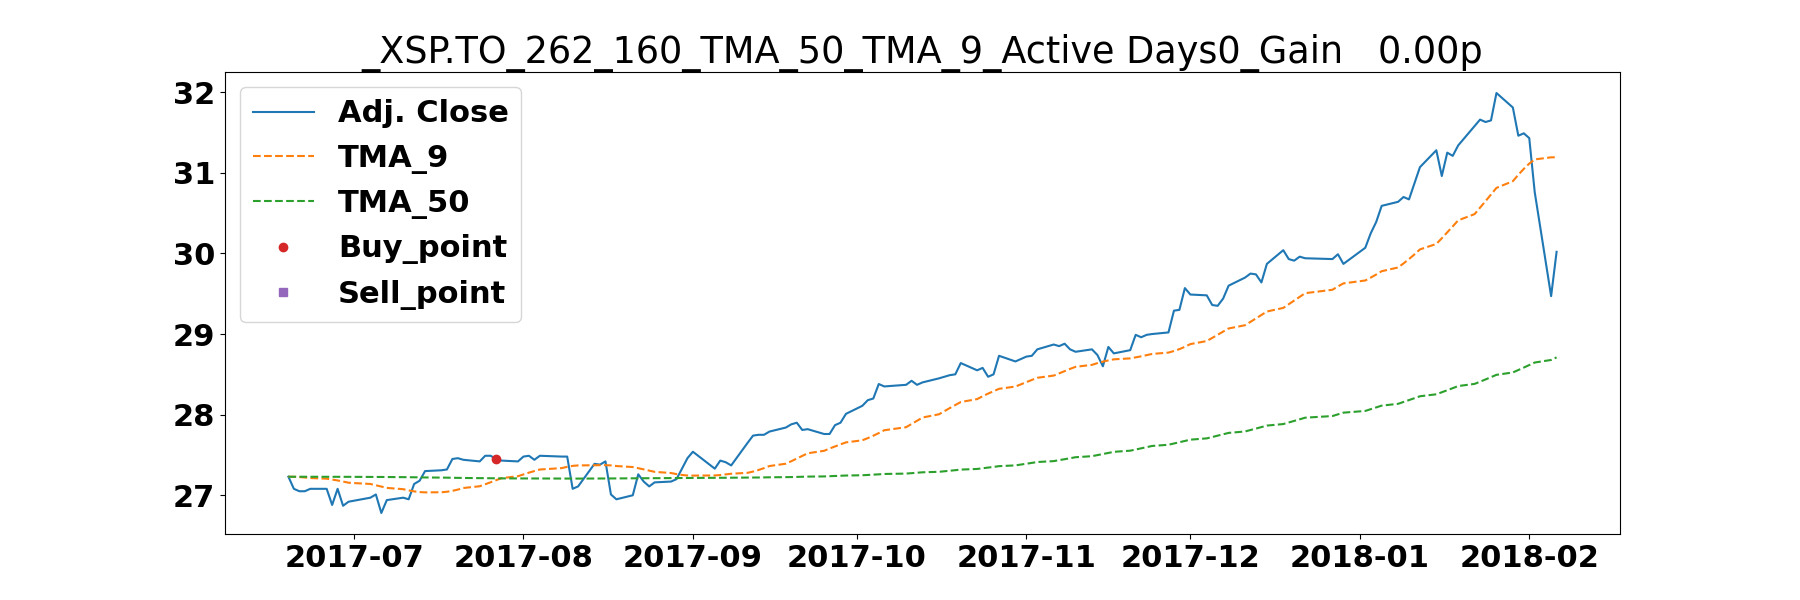 _XSP.TO_262_160_TMA_50_TMA_9_Active Days0_Gain   0.00p
32
31
30
29
28
27
Adj. Close
TMA_9
TMA_50
Buy_point
Sell_point
2017-07 2017-08 2017-09 2017-10 2017-11 2017-12 2018-01 2018-02